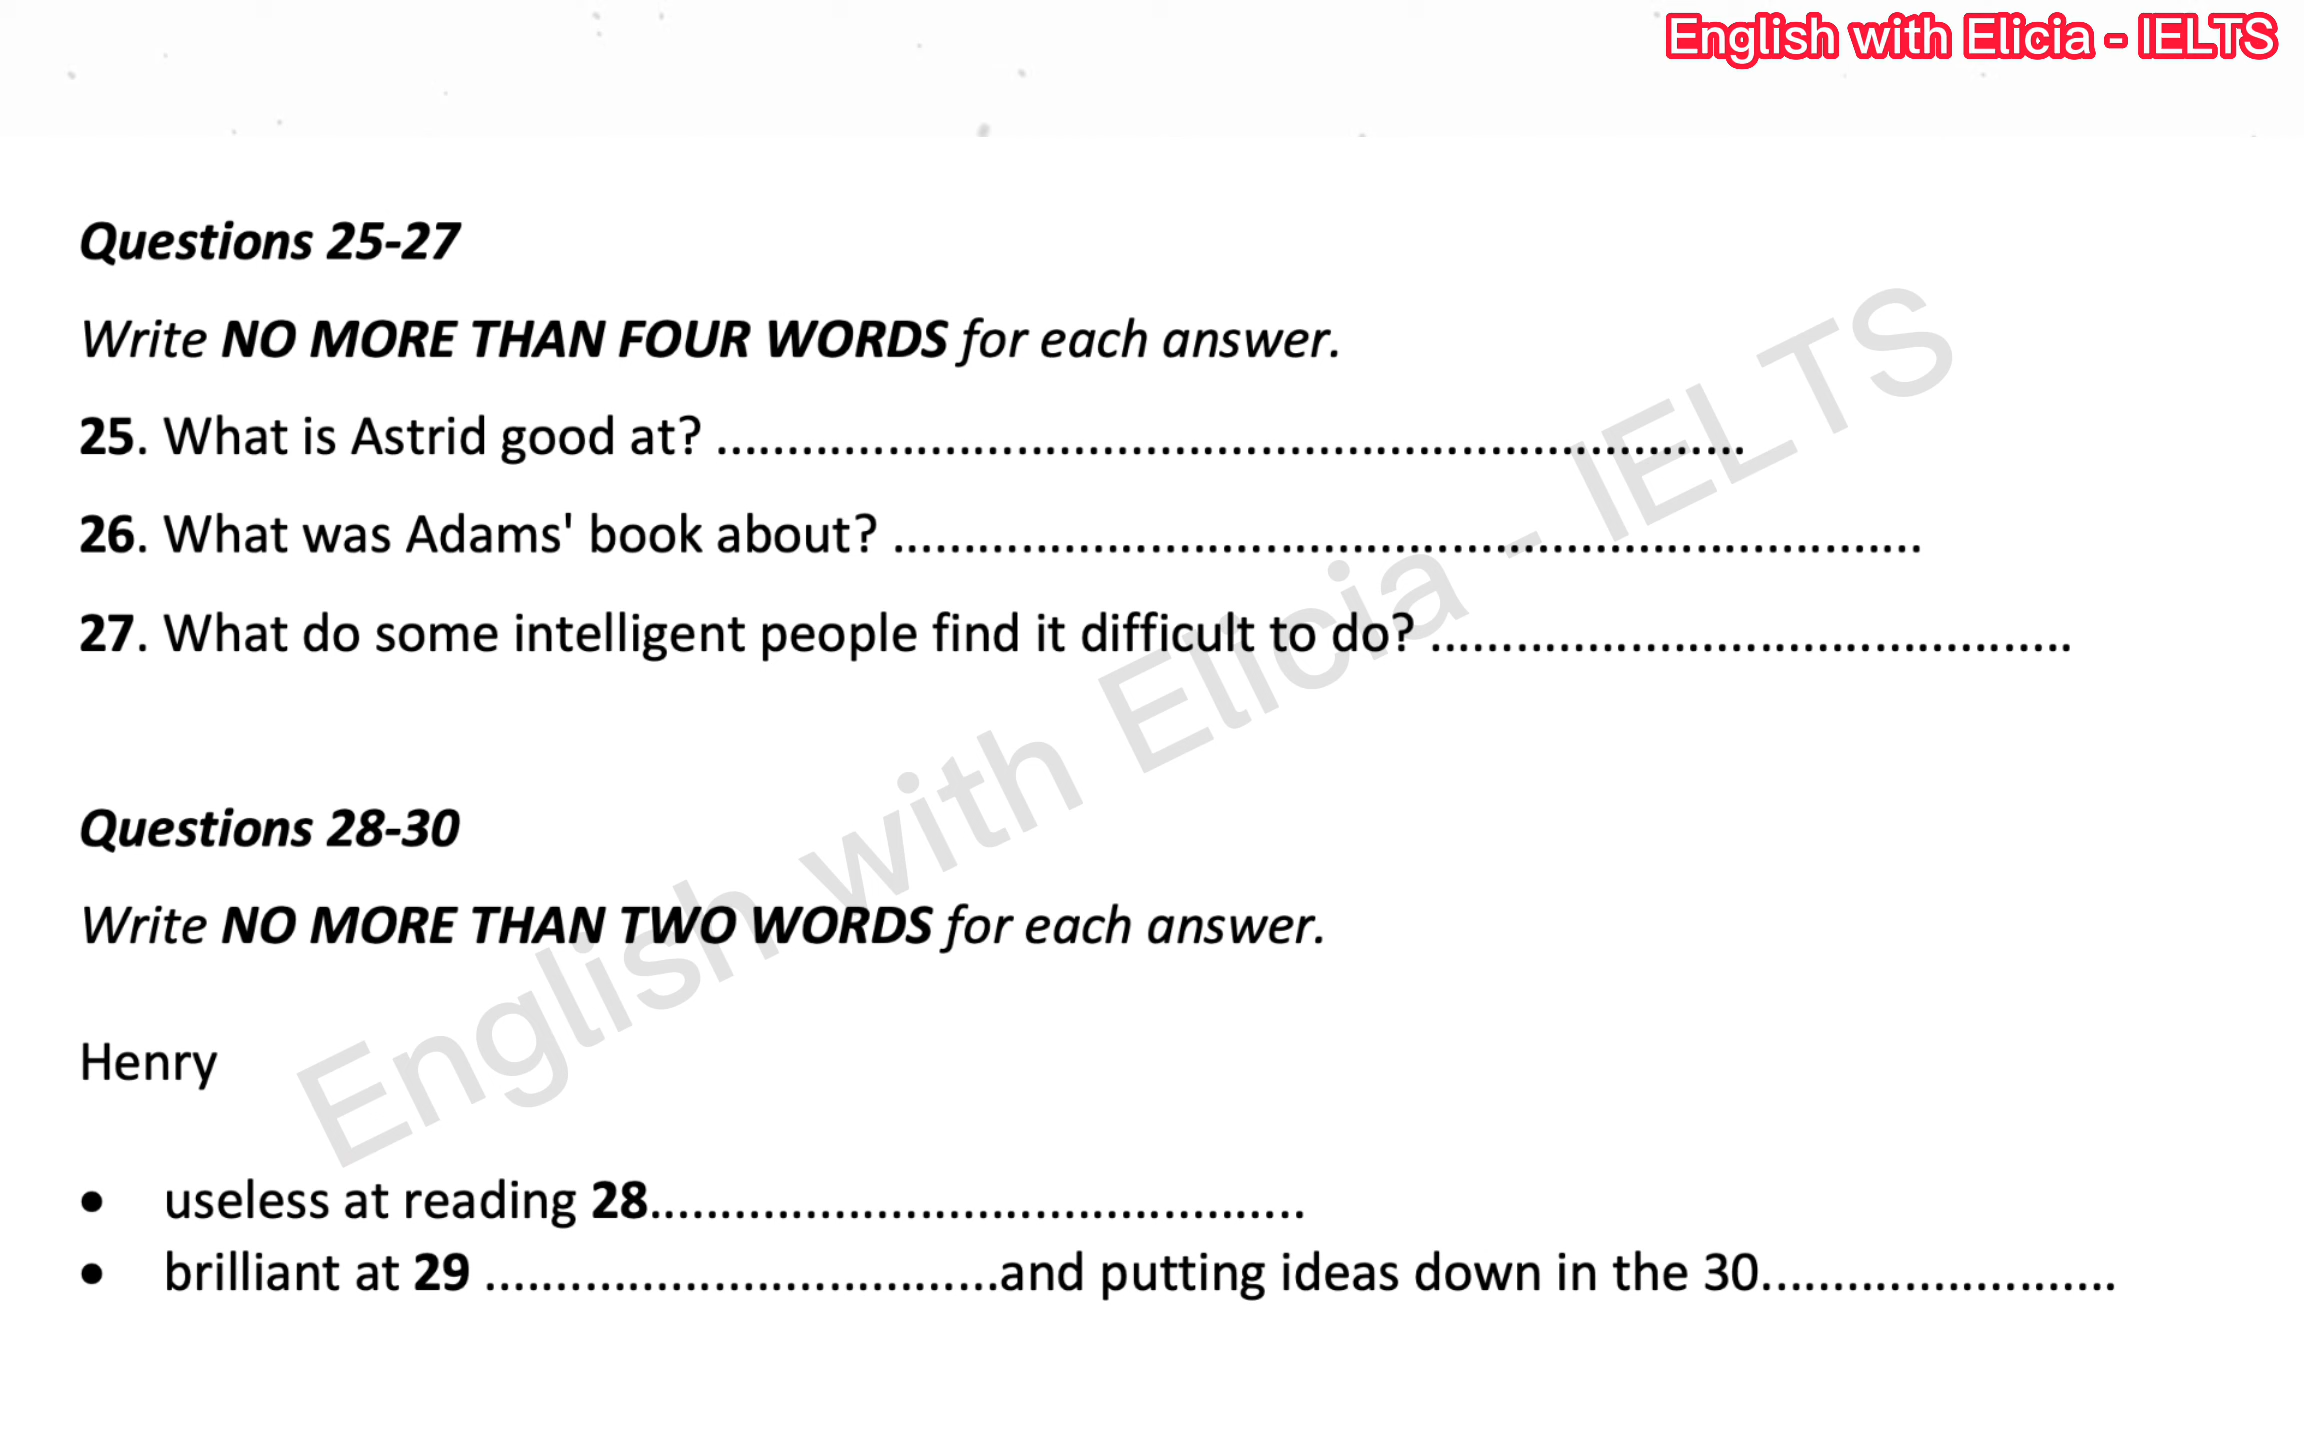 English with Elicia - IELTS
Questions 25-27
Write NO MORE THAN FOUR WORDS for each answer.
25. What is Astrid good at? ........................................................................
26. What was Adams' book about? ........................................................................
27. What do some intelligent people find it difficult to do? .............................................
Questions 28-30
Write NO MORE THAN TWO WORDS for each answer.
Henry
• useless at reading 28..............................................
• brilliant at 29 ....................................and putting ideas down in the 30.........................
English with Elicia - IELTS